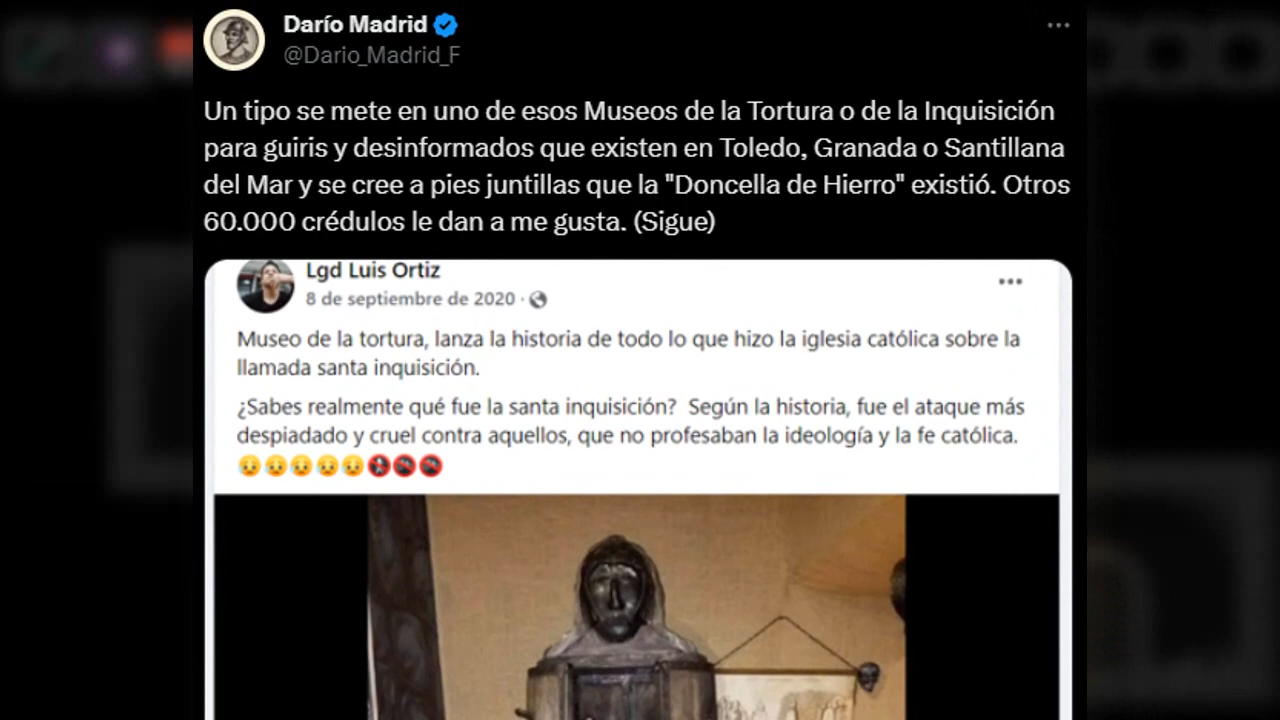 Darío Madrid
@Dario_Madrid_F
Un tipo se mete en uno de esos Museos de la Tortura o de la Inquisición
para guiris y desinformados que existen en Toledo, Granada o Santillana
del Mar y se cree a pies juntillas que la "Doncella de Hierro" existió. Otros
60.000 crédulos le dan a me gusta. (Sigue)
Lgd Luis Ortiz
8 de septiembre de 2020 ·
Museo de la tortura, lanza la historia de todo lo que hizo la iglesia católica sobre la
llamada santa inquisición.
¿Sabes realmente qué fue la santa inquisición? Según la historia, fue el ataque más
despiadado y cruel contra aquellos, que no profesaban la ideología y la fe católica.
😥😥😥😥😥🚷🚭🚭